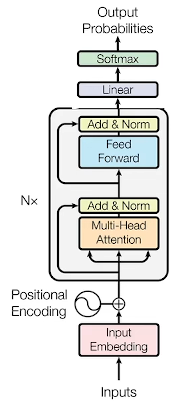 Output
Probabilities
Softmax
Linear
Add & Norm
Feed
Forward
Add & Norm
Multi-Head
Attention
N×
Positional
Encoding
Input
Embedding
Inputs